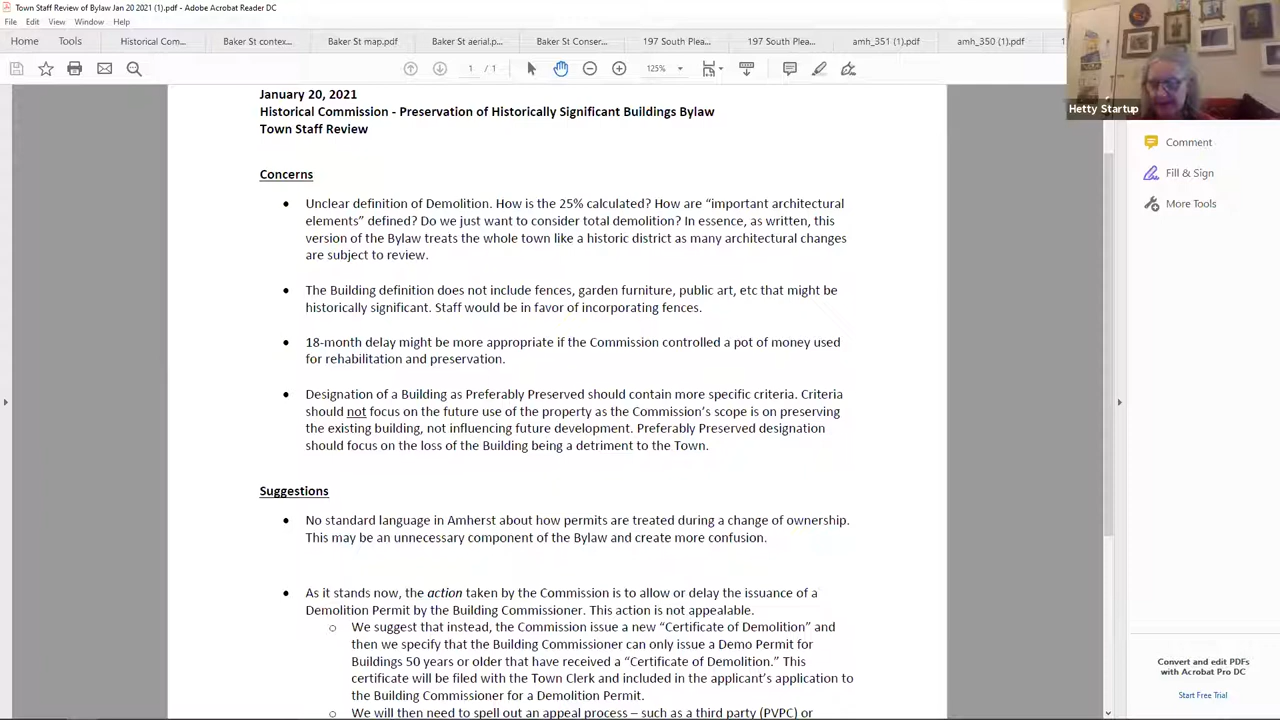 Town Staff Review of Bylaw Jan 20 2021 (1).pdf - Adobe Acrobat Reader DC
File Edit View Window Help
Home Tools Historical Com... Baker St contex... Baker St map.pdf Baker St aerial.p... Baker St Conser... 197 South Plea... 197 South Plea... amh_351 (1).pdf amh_350 (1).pdf
1 / 1 125%
Hetty Startup
January 20, 2021
Historical Commission - Preservation of Historically Significant Buildings Bylaw
Town Staff Review
Concerns
• Unclear definition of Demolition. How is the 25% calculated? How are “important architectural
elements” defined? Do we just want to consider total demolition? In essence, as written, this
version of the Bylaw treats the whole town like a historic district as many architectural changes
are subject to review.
• The Building definition does not include fences, garden furniture, public art, etc that might be
historically significant. Staff would be in favor of incorporating fences.
• 18-month delay might be more appropriate if the Commission controlled a pot of money used
for rehabilitation and preservation.
• Designation of a Building as Preferably Preserved should contain more specific criteria. Criteria
should not focus on the future use of the property as the Commission’s scope is on preserving
the existing building, not influencing future development. Preferably Preserved designation
should focus on the loss of the Building being a detriment to the Town.
Suggestions
• No standard language in Amherst about how permits are treated during a change of ownership.
This may be an unnecessary component of the Bylaw and create more confusion.
• As it stands now, the action taken by the Commission is to allow or delay the issuance of a
Demolition Permit by the Building Commissioner. This action is not appealable.
o We suggest that instead, the Commission issue a new “Certificate of Demolition” and
then we specify that the Building Commissioner can only issue a Demo Permit for
Buildings 50 years or older that have received a “Certificate of Demolition.” This
certificate will be filed with the Town Clerk and included in the applicant’s application to
the Building Commissioner for a Demolition Permit.
o We will then need to spell out an appeal process – such as a third party (PVPC) or
Comment
Fill & Sign
More Tools
Convert and edit PDFs
with Acrobat Pro DC
Start Free Trial